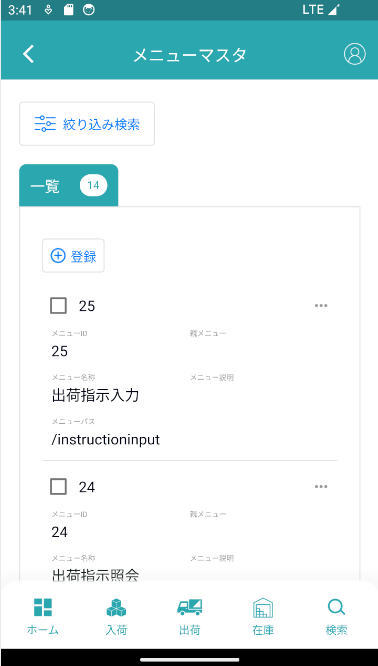 3:41 LTE
メニューマスタ
絞り込み検索
一覧 14
登録
25
メニューID 親メニュー
25
メニュー名称 メニュー説明
出荷指示入力
メニューパス
/instructioninput
24
メニューID 親メニュー
24
メニュー名称 メニュー説明
出荷指示照会
ホーム 入荷 出荷 在庫 検索